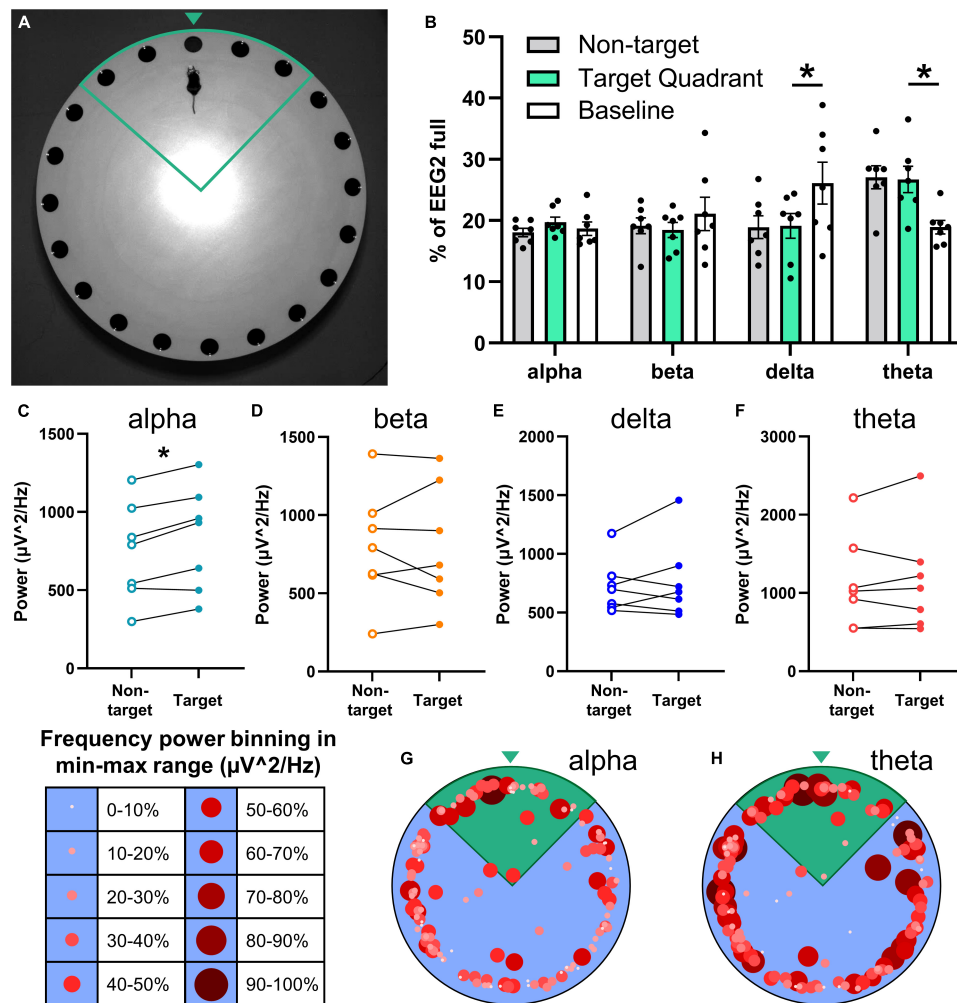 A
B
Non-target
Target Quadrant
Baseline
% of EEG2 full
50
40
30
20
10
0
*
*
alpha
beta
delta
theta
C
alpha
*
Power (µV^2/Hz)
1500
1000
500
0
Non-
target
Target
D
beta
Power (µV^2/Hz)
1500
1000
500
0
Non-
target
Target
E
delta
Power (µV^2/Hz)
2000
1500
1000
500
0
Non-
target
Target
F
theta
Power (µV^2/Hz)
3000
2000
1000
0
Non-
target
Target
Frequency power binning in
min-max range (µV^2/Hz)
0-10%
50-60%
10-20%
60-70%
20-30%
70-80%
30-40%
80-90%
40-50%
90-100%
G
alpha
H
theta